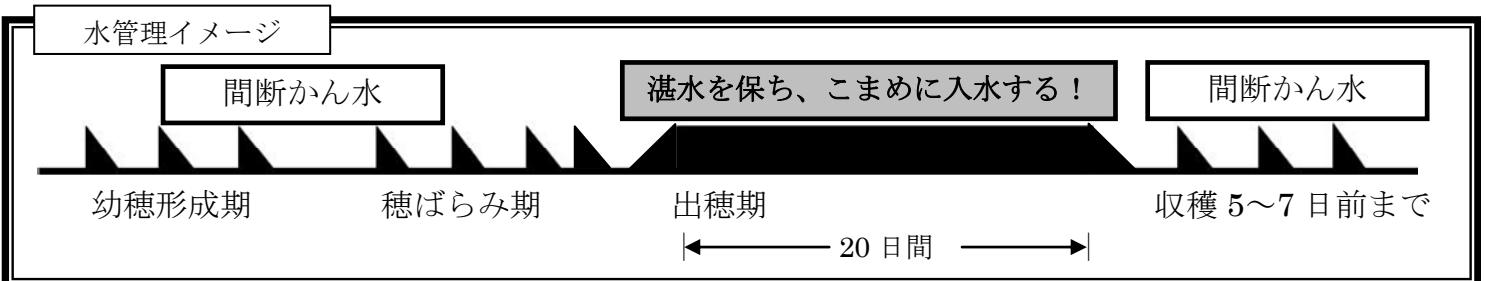 水管理イメージ
間断かん水
湛水を保ち、こまめに入水する！
間断かん水
幼穂形成期
穂ばらみ期
出穂期
収穫 5～7 日前まで
20 日間